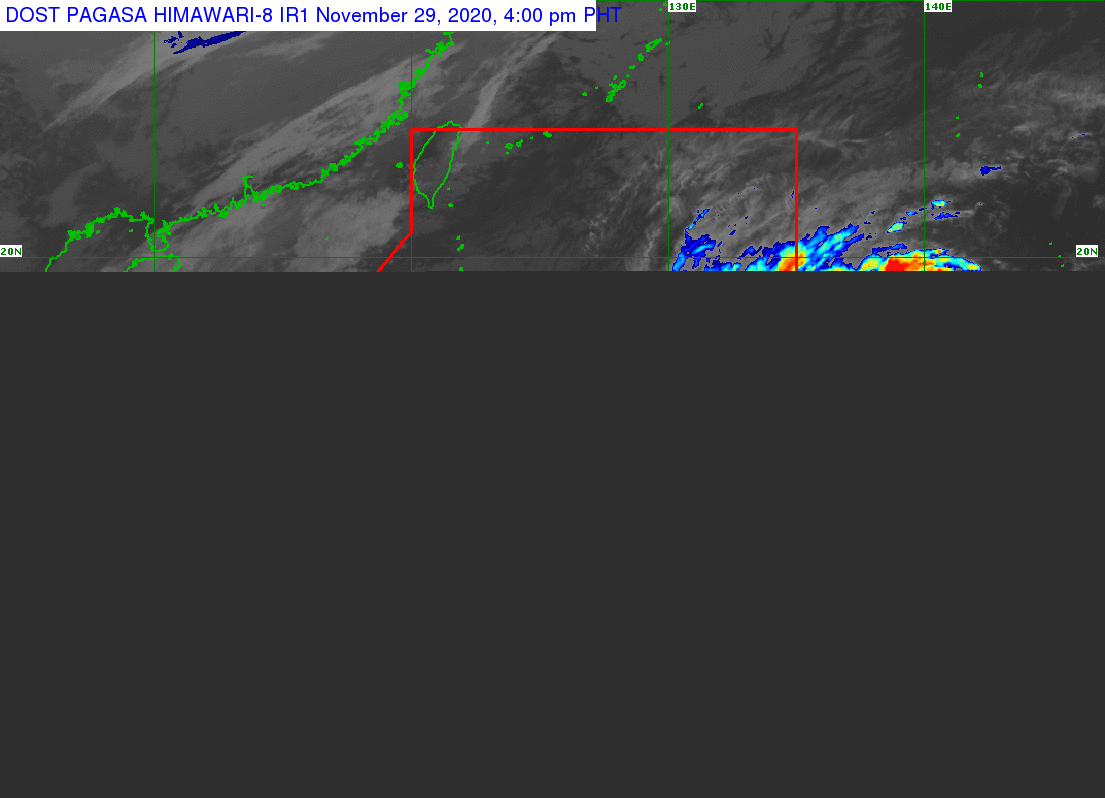 DOST PAGASA HIMAWARI-8 IR1 November 29, 2020, 4:00 pm PHT
130E
140E
20N
20N